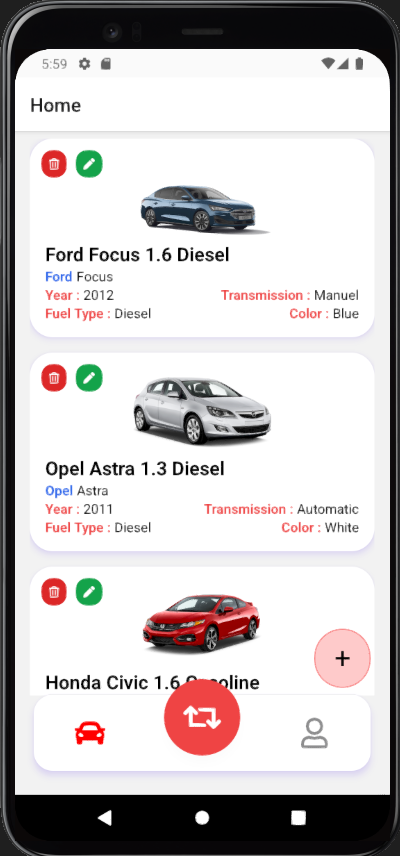 5:59
Home
Ford Focus 1.6 Diesel
Ford Focus
Year : 2012 Transmission : Manuel
Fuel Type : Diesel Color : Blue
Opel Astra 1.3 Diesel
Opel Astra
Year : 2011 Transmission : Automatic
Fuel Type : Diesel Color : White
Honda Civic 1.6 Gasoline
+